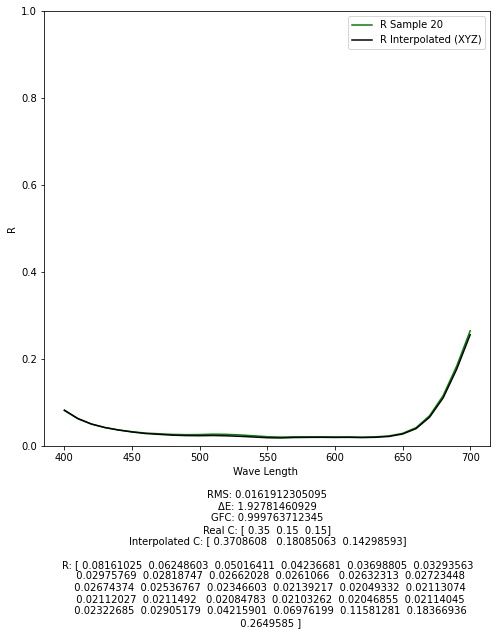 1.0
R Sample 20
R Interpolated (XYZ)
0.8
0.6
R
0.4
0.2
0.0
400 450 500 550 600 650 700
Wave Length
RMS: 0.0161912305095
ΔE: 1.92781460929
GFC: 0.999763712345
Real C: [ 0.35 0.15 0.15]
Interpolated C: [ 0.3708608 0.18085063 0.14298593]
R: [ 0.08161025 0.06248603 0.05016411 0.04236681 0.03698805 0.03293563
0.02975769 0.02818747 0.02662028 0.0261066 0.02632313 0.02723448
0.02674374 0.02536767 0.02346603 0.02139217 0.02049332 0.02113074
0.02112027 0.0211492 0.02084783 0.02103262 0.02046855 0.02114045
0.02322685 0.02905179 0.04215901 0.06976199 0.11581281 0.18366936
0.2649585 ]